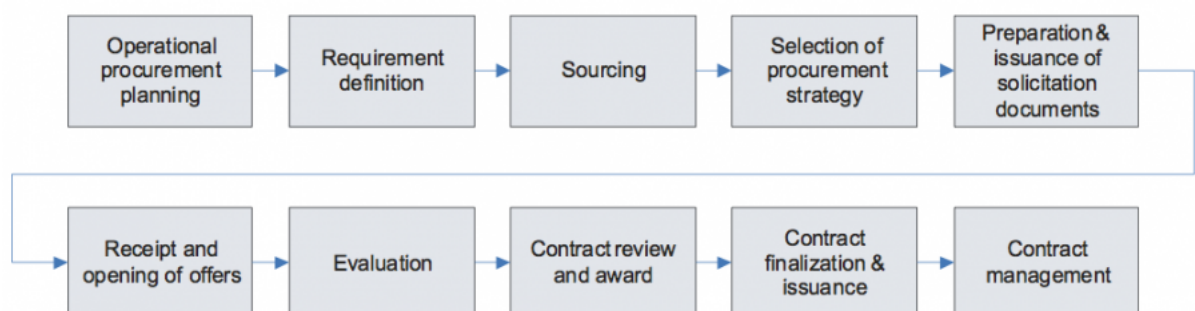 Operational
procurement
planning
Requirement
definition
Sourcing
Selection of
procurement
strategy
Preparation &
issuance of
solicitation
documents
Receipt and
opening of offers
Evaluation
Contract review
and award
Contract
finalization &
issuance
Contract
management